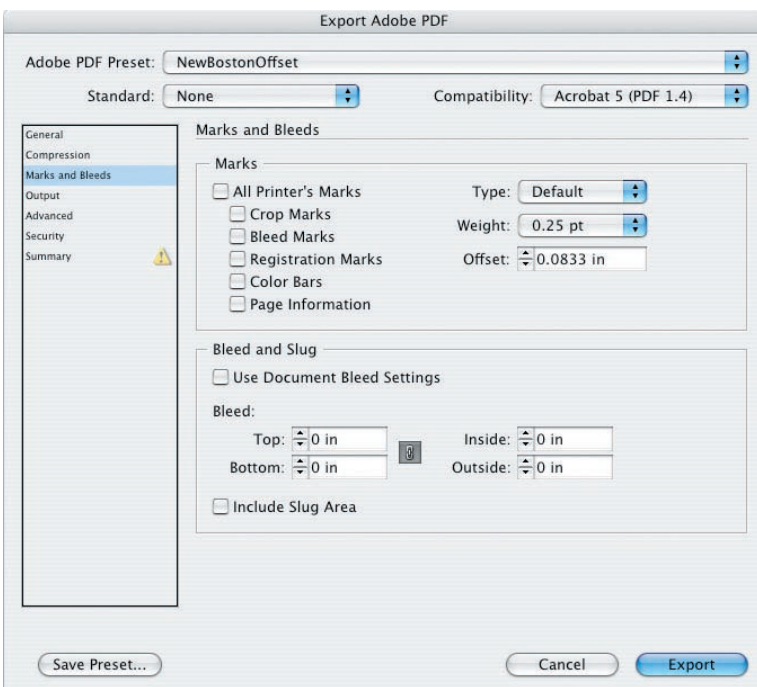 Export Adobe PDF
Adobe PDF Preset: NewBostonOffset
Standard: None Compatibility: Acrobat 5 (PDF 1.4)
General
Compression
Marks and Bleeds
Output
Advanced
Security
Summary
Marks and Bleeds
Marks
All Printer's Marks
Crop Marks
Bleed Marks
Registration Marks
Color Bars
Page Information
Type: Default
Weight: 0.25 pt
Offset: 0.0833 in
Bleed and Slug
Use Document Bleed Settings
Bleed:
Top: 0 in Inside: 0 in
Bottom: 0 in Outside: 0 in
Include Slug Area
Save Preset... Cancel Export